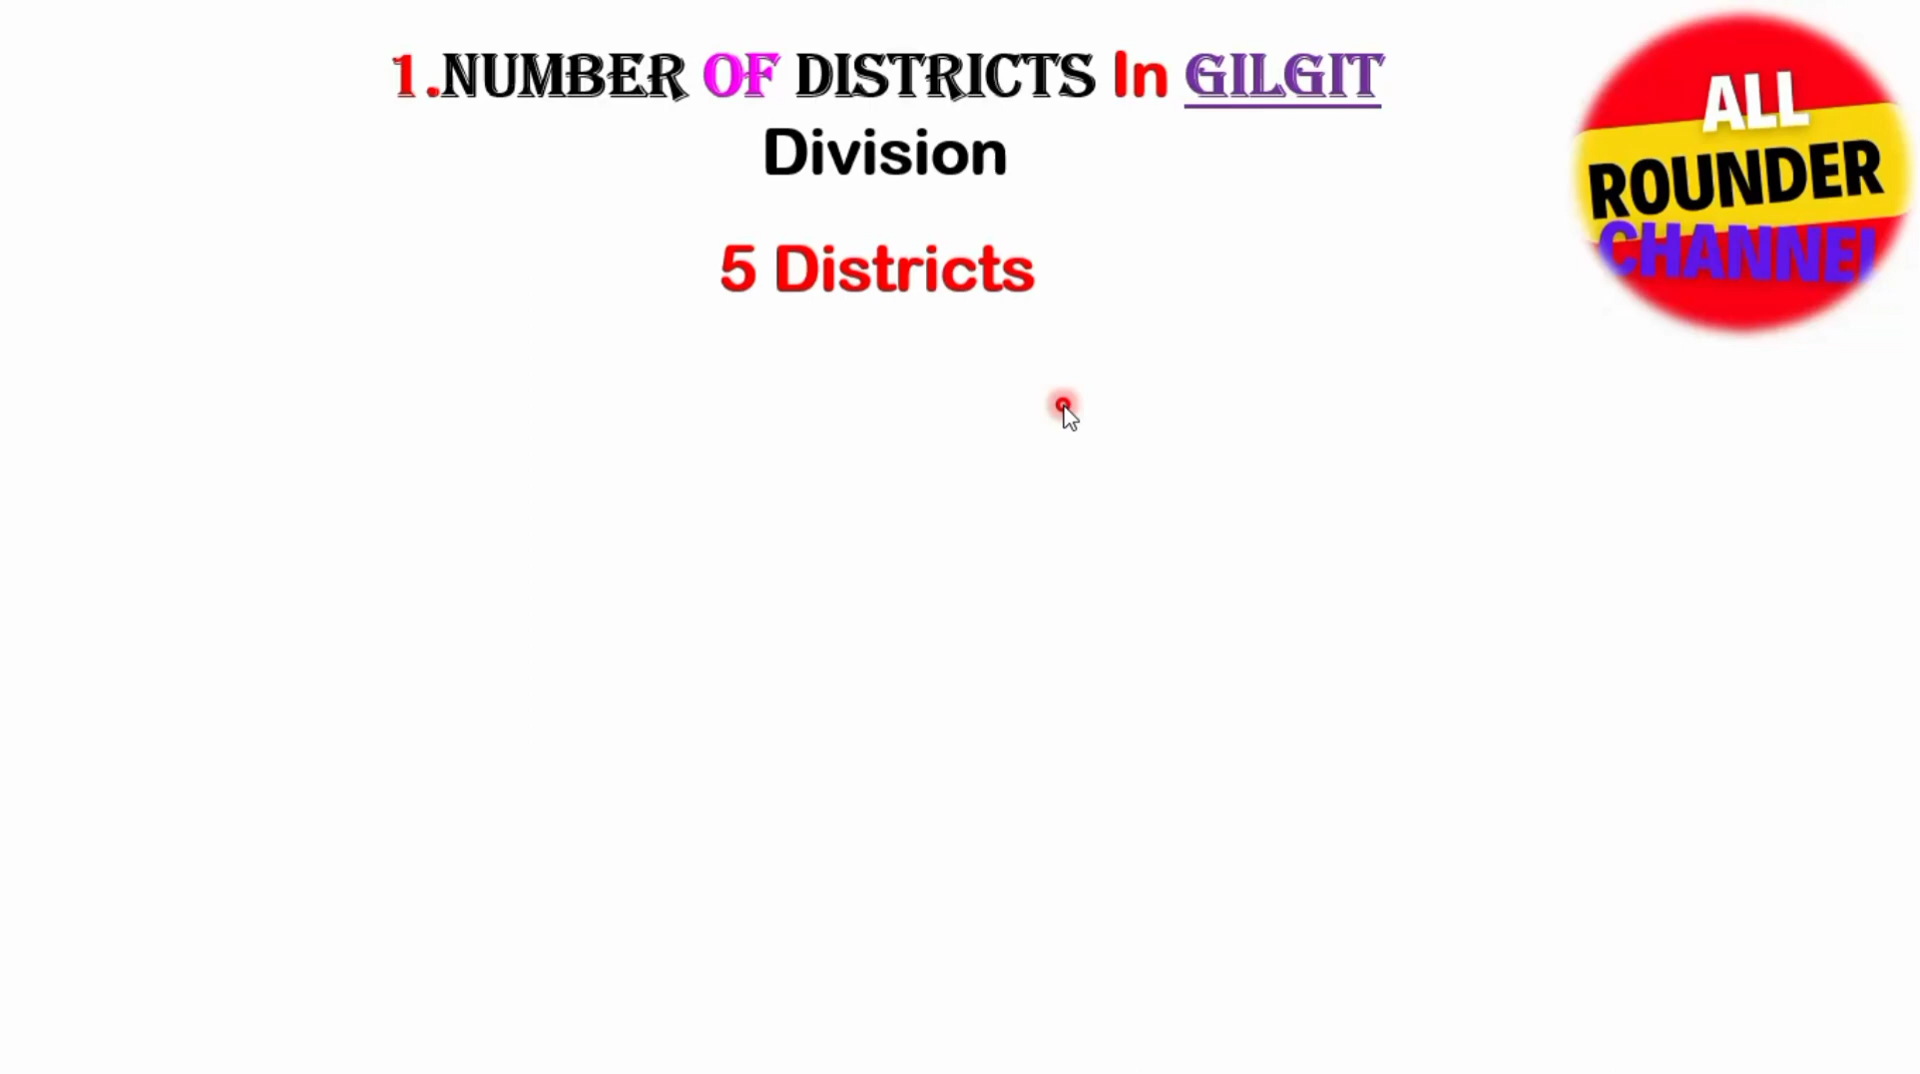 1.NUMBER OF DISTRICTS In GILGIT
Division
5 Districts
ALL
ROUNDER
CHANNEL